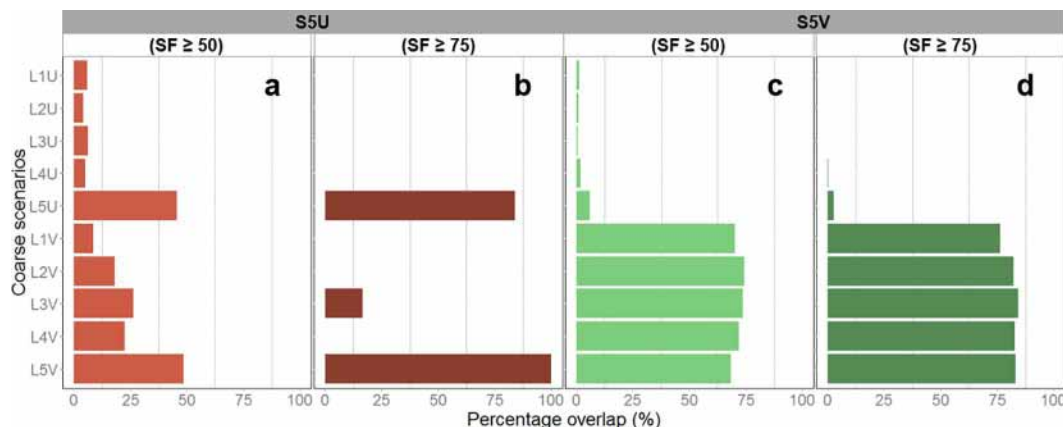 S5U S5V
(SF ≥ 50) (SF ≥ 75) (SF ≥ 50) (SF ≥ 75)
a b c d
Coarse scenarios
L1U
L2U
L3U
L4U
L5U
L1V
L2V
L3V
L4V
L5V
0 25 50 75 100 0 25 50 75 100 0 25 50 75 100 0 25 50 75 100
Percentage overlap (%)